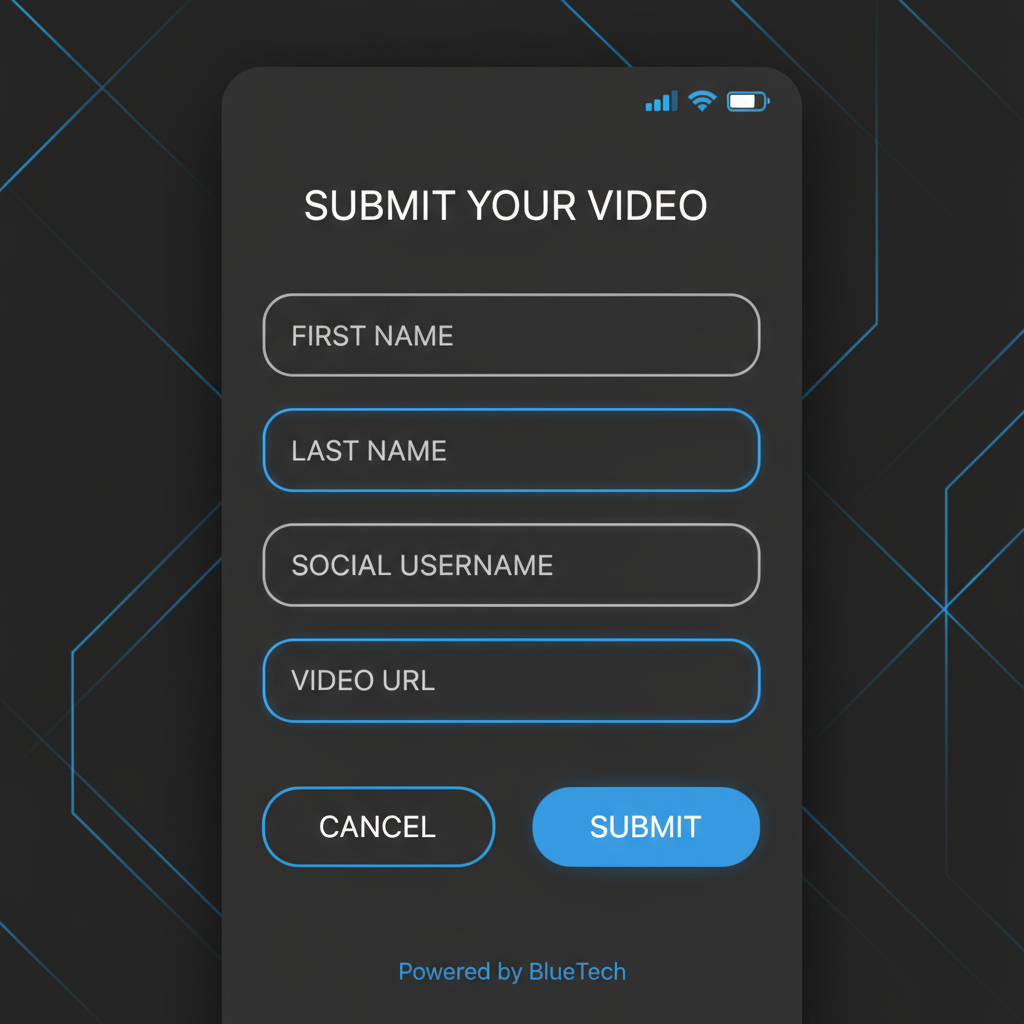 SUBMIT YOUR VIDEO
FIRST NAME
LAST NAME
SOCIAL USERNAME
VIDEO URL
CANCEL SUBMIT
Powered by BlueTech